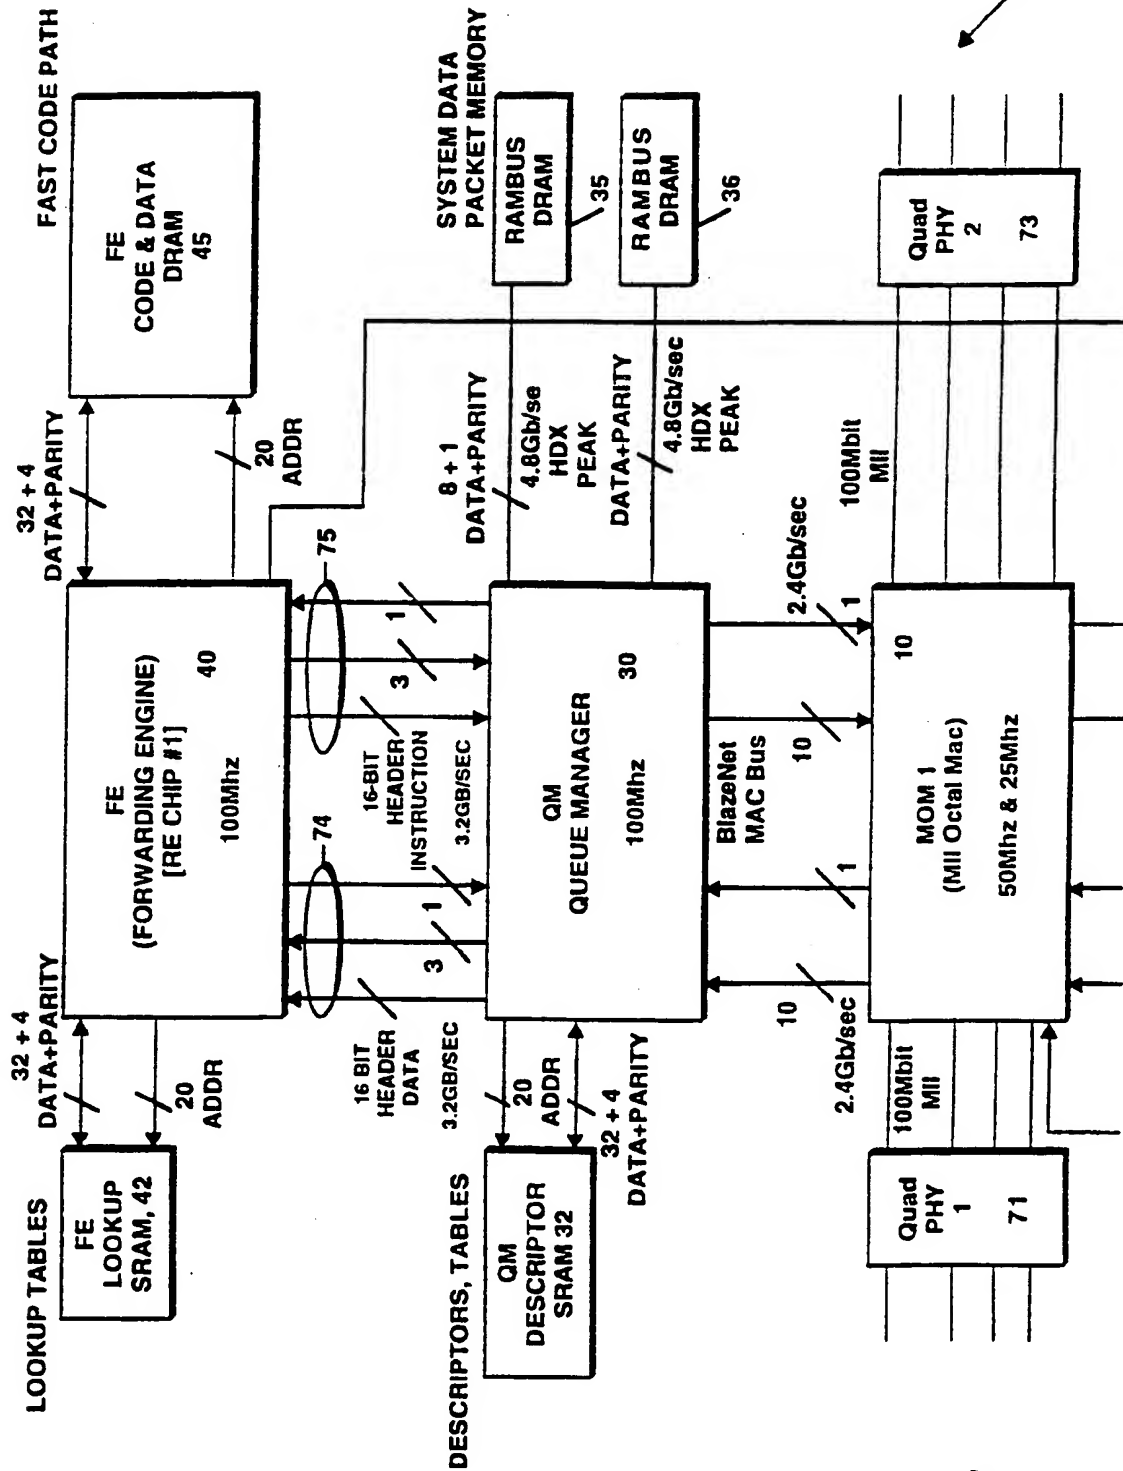 LOOKUP TABLES
FE
LOOKUP
SRAM, 42
32 + 4
DATA+PARITY
20
ADDR
FE
(FORWARDING ENGINE)
[RE CHIP #1]
40
100Mhz
32 + 4
DATA+PARITY
20
ADDR
FAST CODE PATH
FE
CODE & DATA
DRAM
45
16 BIT
HEADER
DATA
3.2GB/SEC
3
1
74
16-BIT
HEADER
INSTRUCTION
3.2GB/SEC
3
1
75
DESCRIPTORS, TABLES
QM
DESCRIPTOR
SRAM 32
20
ADDR
32 + 4
DATA+PARITY
QM
QUEUE MANAGER
30
100Mhz
8 + 1
DATA+PARITY
4.8Gb/se
HDX
PEAK
DATA+PARITY
4.8Gb/sec
HDX
PEAK
SYSTEM DATA
PACKET MEMORY
RAMBUS
DRAM
35
RAMBUS
DRAM
36
10
2.4Gb/sec
1
BlazeNet
MAC Bus
10
2.4Gb/sec
1
Quad
PHY
1
71
100Mbit
MII
MOM 1
(MII Octal Mac)
10
50Mhz & 25Mhz
100Mbit
MII
Quad
PHY
2
73